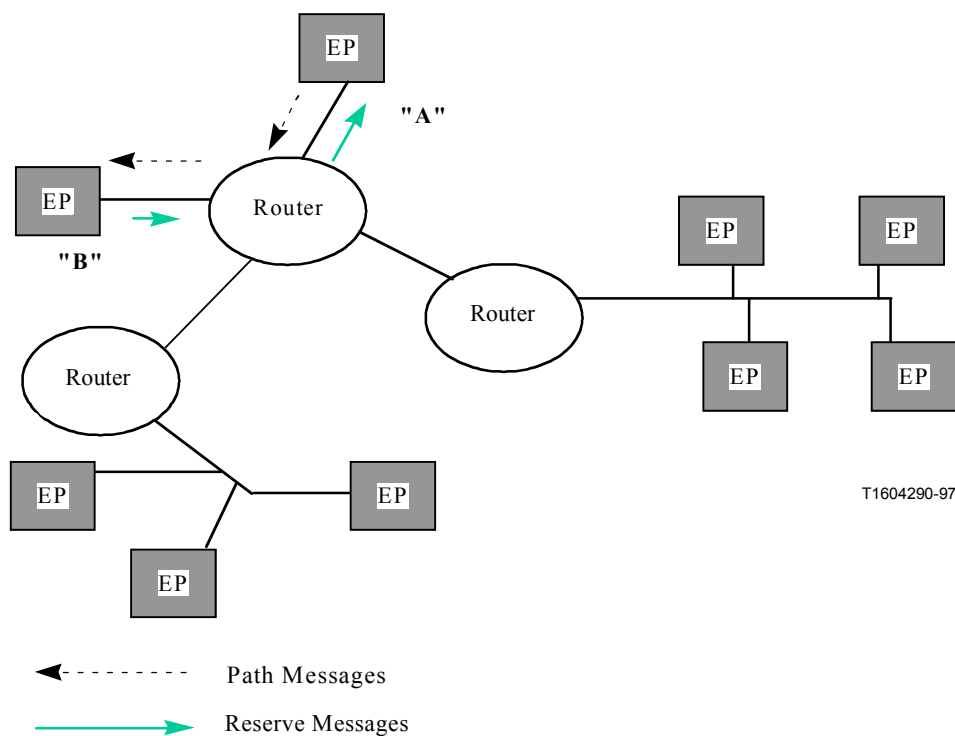 EP
"A"
EP
Router
"B"
EP
EP
Router
Router
EP
EP
EP
EP
T1604290-97
EP
Path Messages
Reserve Messages